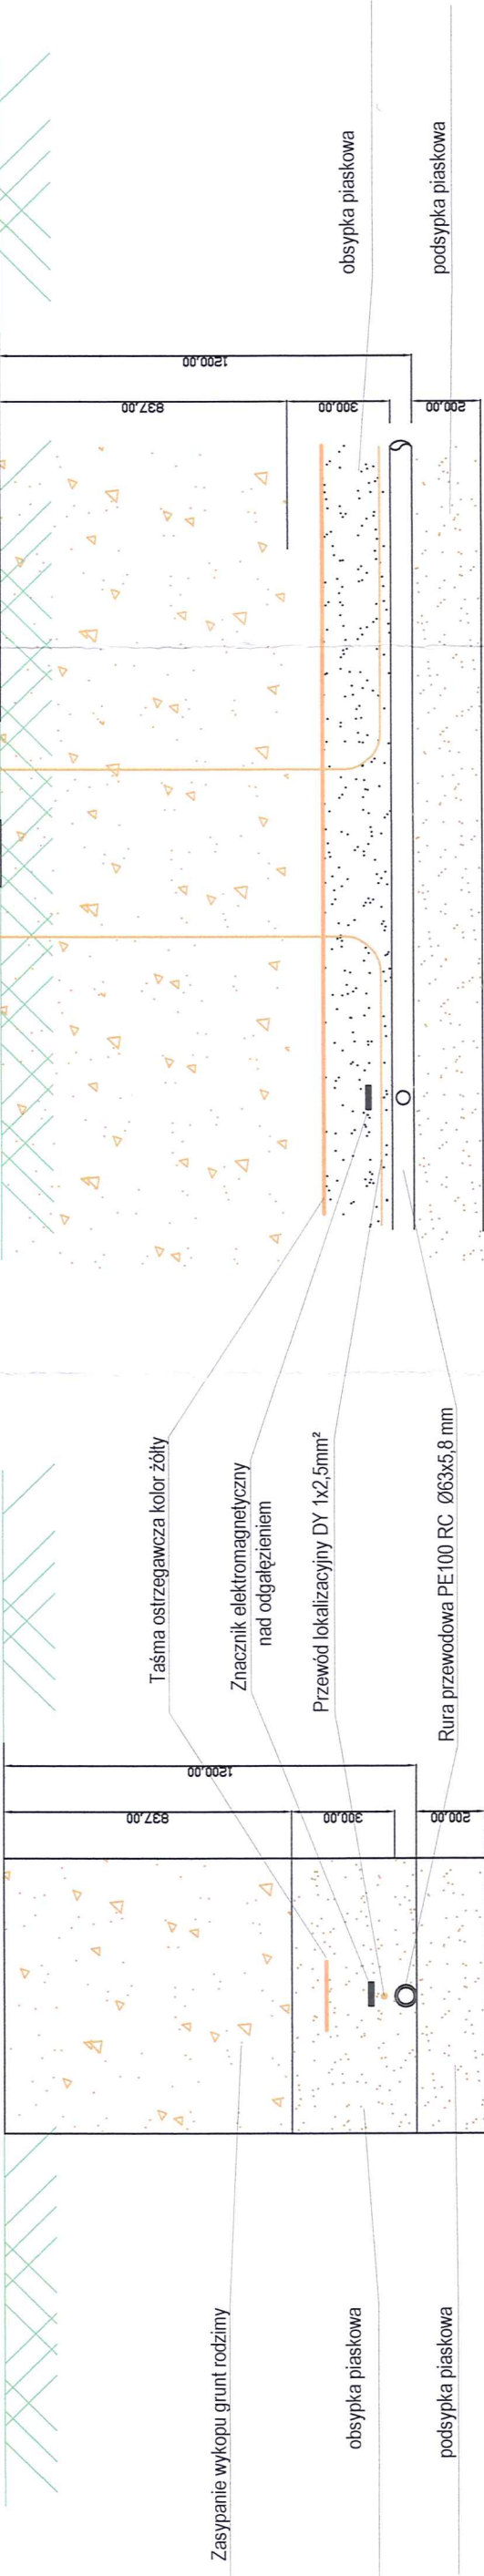 Zasypanie wykopu grunt rodzimy
obsypka piaskowa
podsypka piaskowa
837,00
300,00
1200,00
200,00
Taśma ostrzegawcza kolor żółty
Znacznik elektromagnetyczny
nad odgałęzieniem
Przewód lokalizacyjny DY 1x2,5mm²
Rura przewodowa PE100 RC Ø63x5,8 mm
837,00
300,00
1200,00
200,00
obsypka piaskowa
podsypka piaskowa